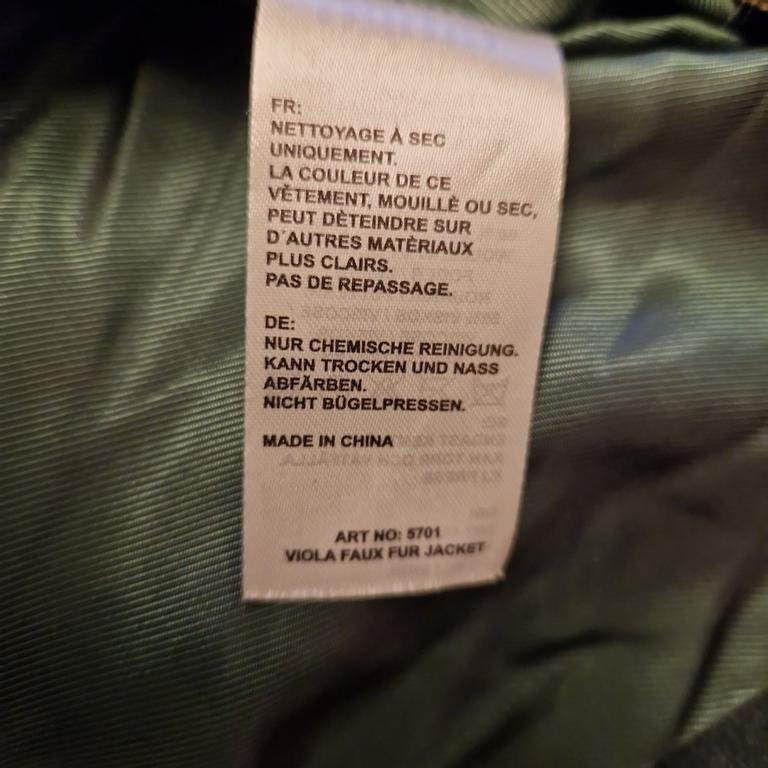 FR:
NETTOYAGE À SEC
UNIQUEMENT.
LA COULEUR DE CE
VÊTEMENT, MOUILLÈ OU SEC,
PEUT DÈTEINDRE SUR
D´AUTRES MATÈRIAUX
PLUS CLAIRS.
PAS DE REPASSAGE.
DE:
NUR CHEMISCHE REINIGUNG.
KANN TROCKEN UND NASS
ABFÄRBEN.
NICHT BÜGELPRESSEN.
MADE IN CHINA
ART NO: 5701
VIOLA FAUX FUR JACKET